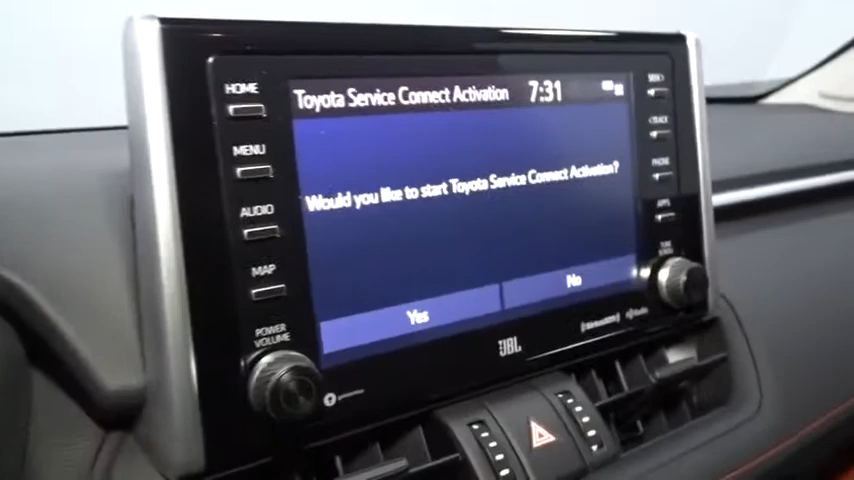 Toyota Service Connect Activation 7:31
HOME
MENU
AUDIO
MAP
POWER
VOLUME
Would you like to start Toyota Service Connect Activation?
Yes
No
SEEK>
<TRACK
PHONE
APPS
TUNE
SCROLL
JBL
SiriusXM